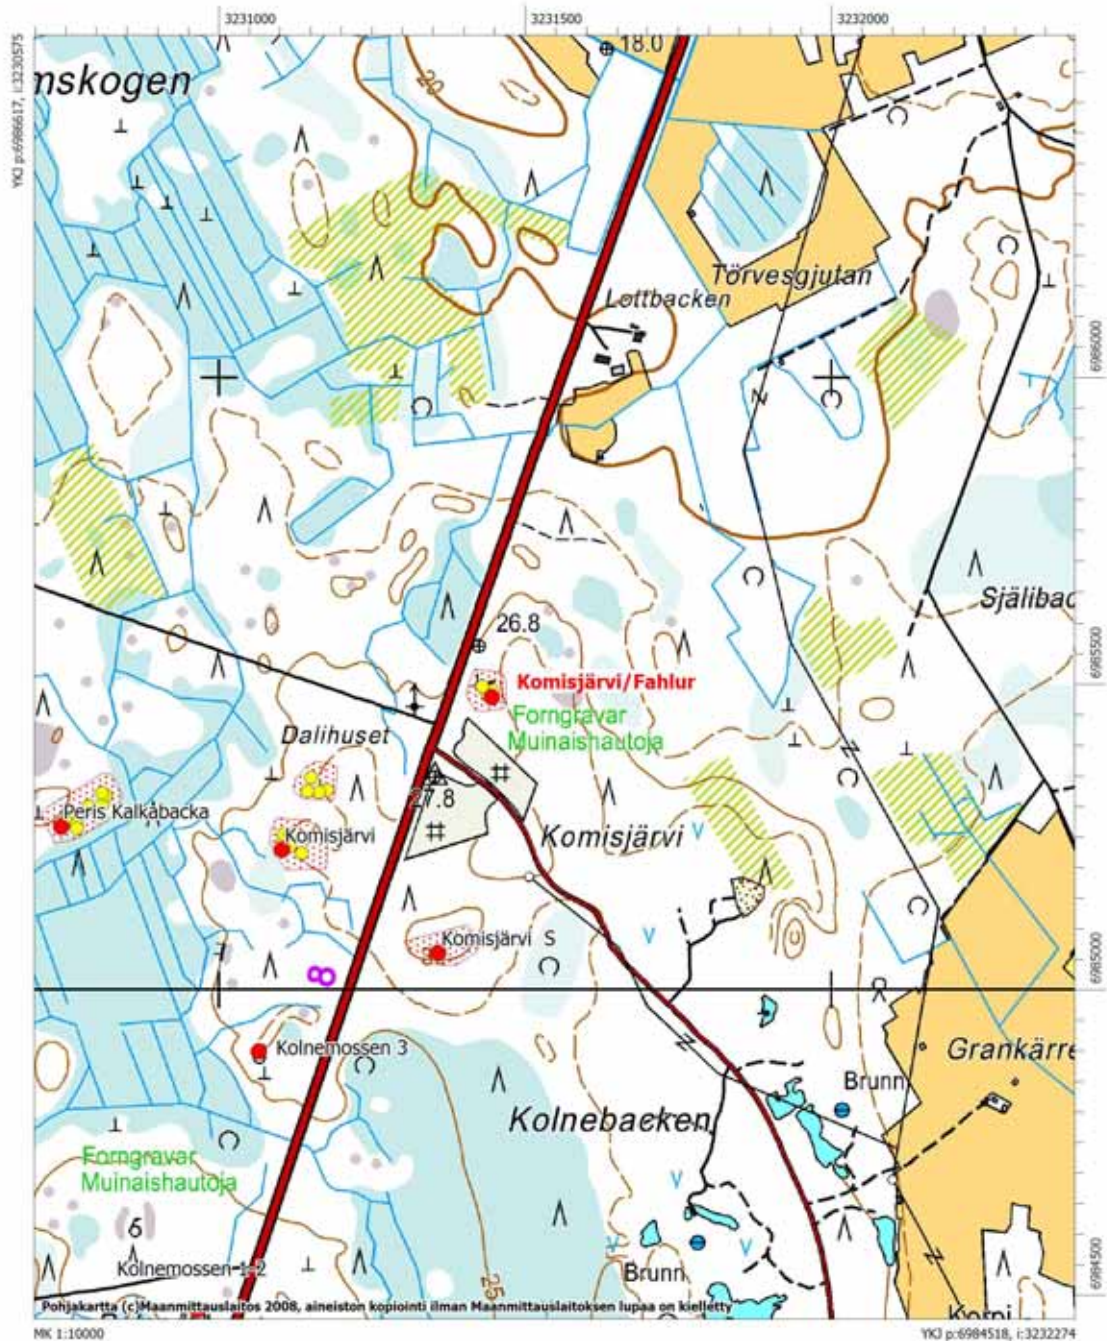 3231000
3231500
3232000
YKJ p:6986617, i:3230575
18.0
mskogen
20
Törvesgjutan
Lottbacken
6986000
Z
Själibac
26.8
6985500
Komisjärvi/Fahlur
Forngravar
Muinaishautoja
Dalihuset
Z
27.8
Peris Kalkåbacka
Komisjärvi
Komisjärvi
Komisjärvi S
6985000
8
Kolnemossen 3
Z
Grankärre
Brunn
Kolnebacken
Forngravar
Muinaishautoja
Kolnemossen 1-2
25
Brunn
Z
6984500
Korpi
Pohjakartta (c)Maanmittauslaitos 2008, aineiston kopiointi ilman Maanmittauslaitoksen lupaa on kielletty
MK 1:10000
YKJ p:6984518, i:3232274